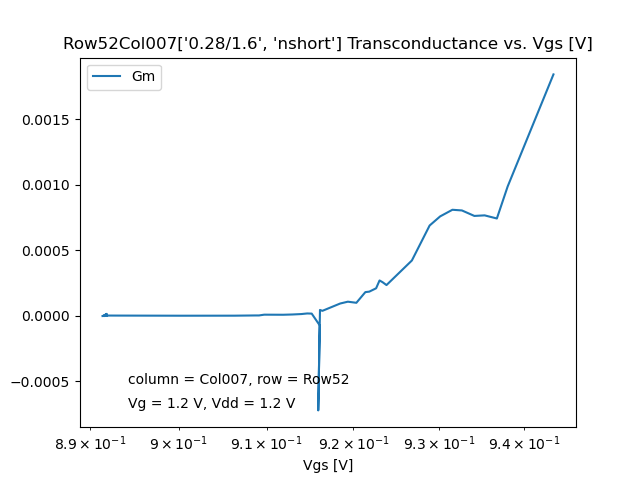 Row52Col007['0.28/1.6', 'nshort'] Transconductance vs. Vgs [V]
Gm
0.0015
0.0010
0.0005
0.0000
−0.0005
column = Col007, row = Row52
Vg = 1.2 V, Vdd = 1.2 V
8.9 × 10⁻¹ 9 × 10⁻¹ 9.1 × 10⁻¹ 9.2 × 10⁻¹ 9.3 × 10⁻¹ 9.4 × 10⁻¹
Vgs [V]